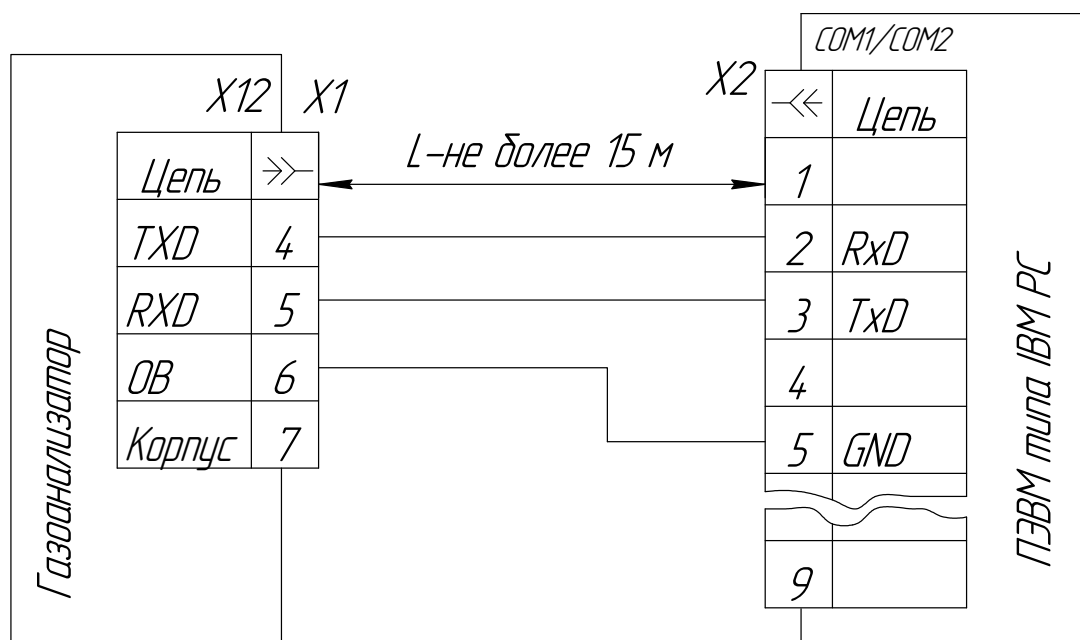 COM1/COM2
X12 X1
X2
Цепь
L-не более 15 м
Цепь
1
TXD 4
2 RxD
RXD 5
3 TxD
ОВ 6
4
Корпус 7
5 GND
9
Газоанализатор
ПЭВМ типа IBM PC